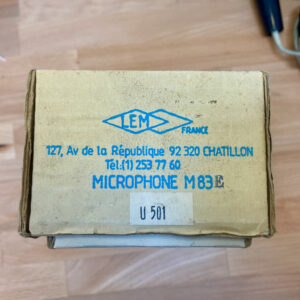 LEM
FRANCE
127, Av de la République 92 320 CHATILLON
Tél:(1) 253 77 60
MICROPHONE M 83E
U 501